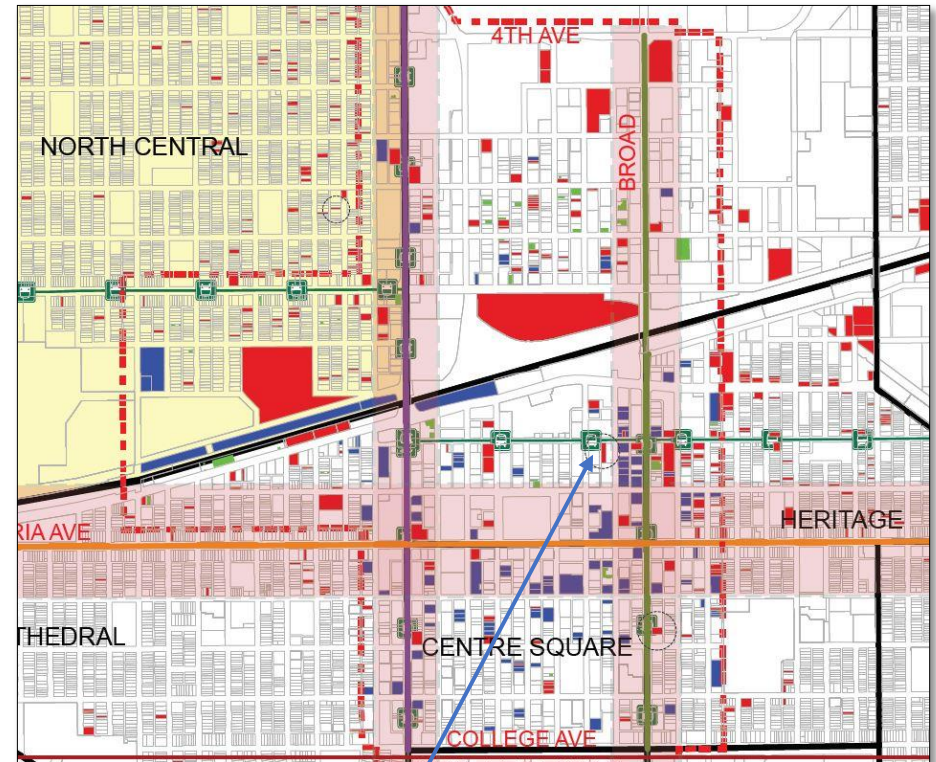 4TH AVE
BROAD
NORTH CENTRAL
RIA AVE
HERITAGE
THEDRAL
CENTRE SQUARE
COLLEGE AVE